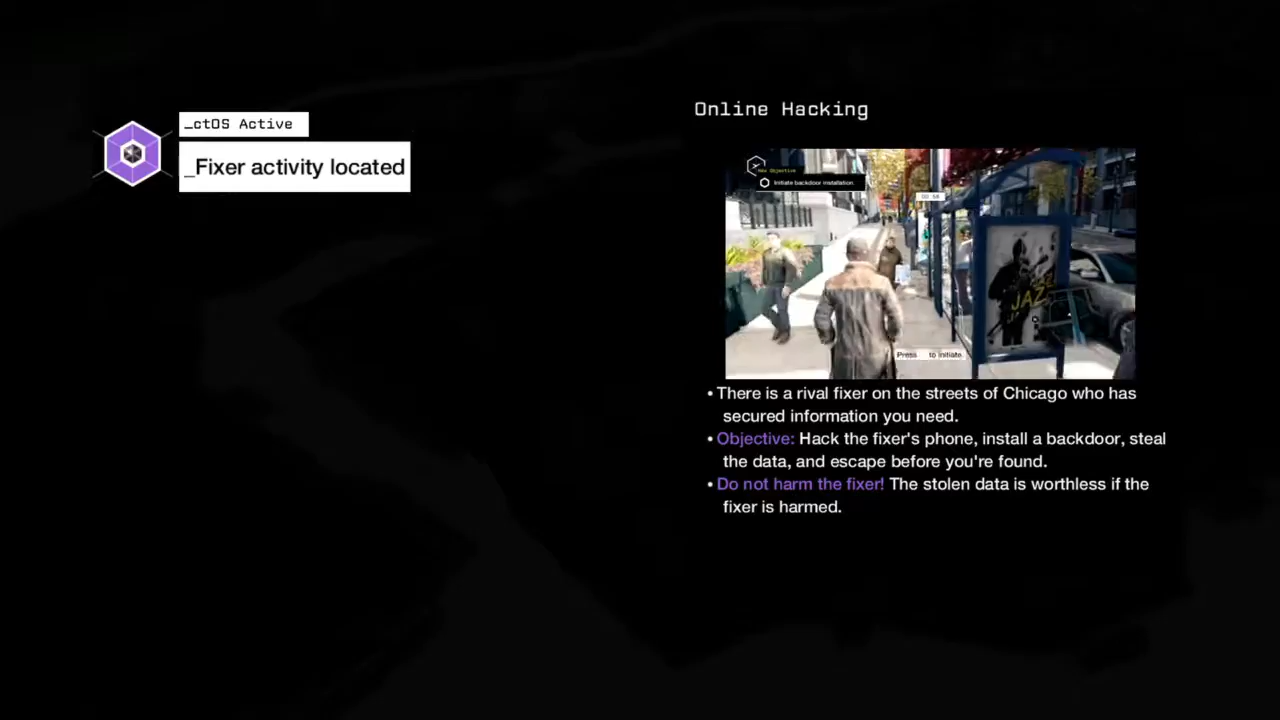 _ctOS Active
_Fixer activity located
Online Hacking
New Objective
Initiate backdoor installation.
JAZZ
Press to initiate
• There is a rival fixer on the streets of Chicago who has
secured information you need.
• Objective: Hack the fixer's phone, install a backdoor, steal
the data, and escape before you're found.
• Do not harm the fixer! The stolen data is worthless if the
fixer is harmed.